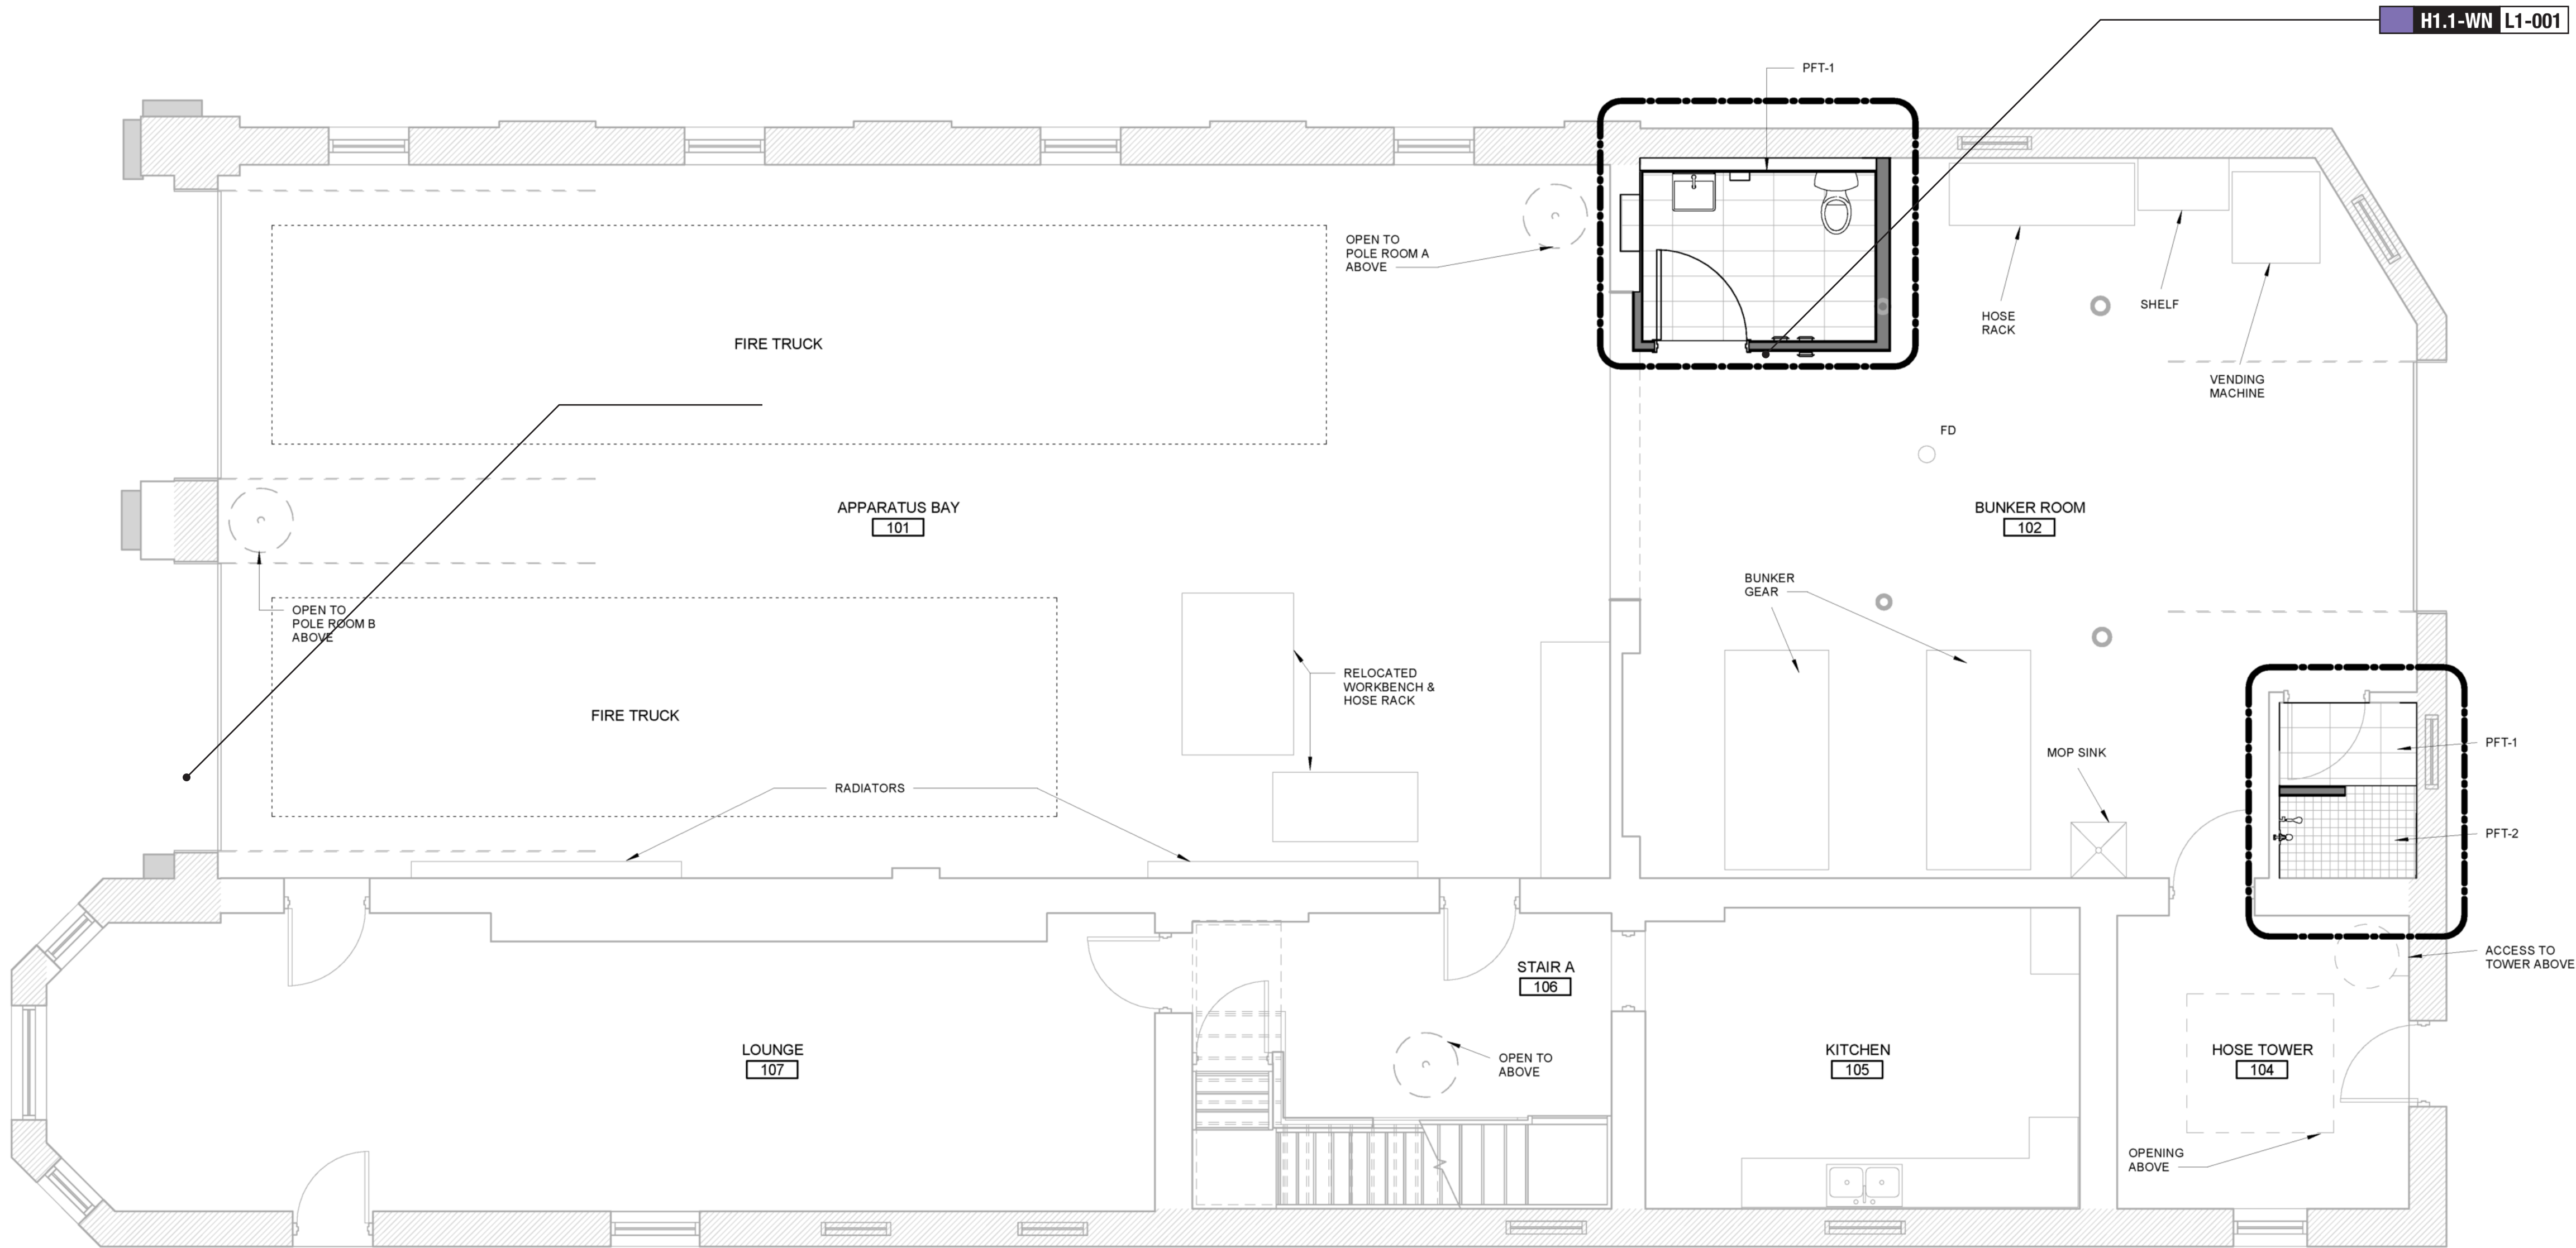 H1.1-WN L1-001
PFT-1
OPEN TO
POLE ROOM A
ABOVE
HOSE
RACK
SHELF
VENDING
MACHINE
FIRE TRUCK
FD
APPARATUS BAY
101
BUNKER ROOM
102
BUNKER
GEAR
OPEN TO
POLE ROOM B
ABOVE
RELOCATED
WORKBENCH &
HOSE RACK
FIRE TRUCK
RADIATORS
MOP SINK
PFT-1
PFT-2
ACCESS TO
TOWER ABOVE
STAIR A
106
LOUNGE
107
OPEN TO
ABOVE
KITCHEN
105
HOSE TOWER
104
OPENING
ABOVE